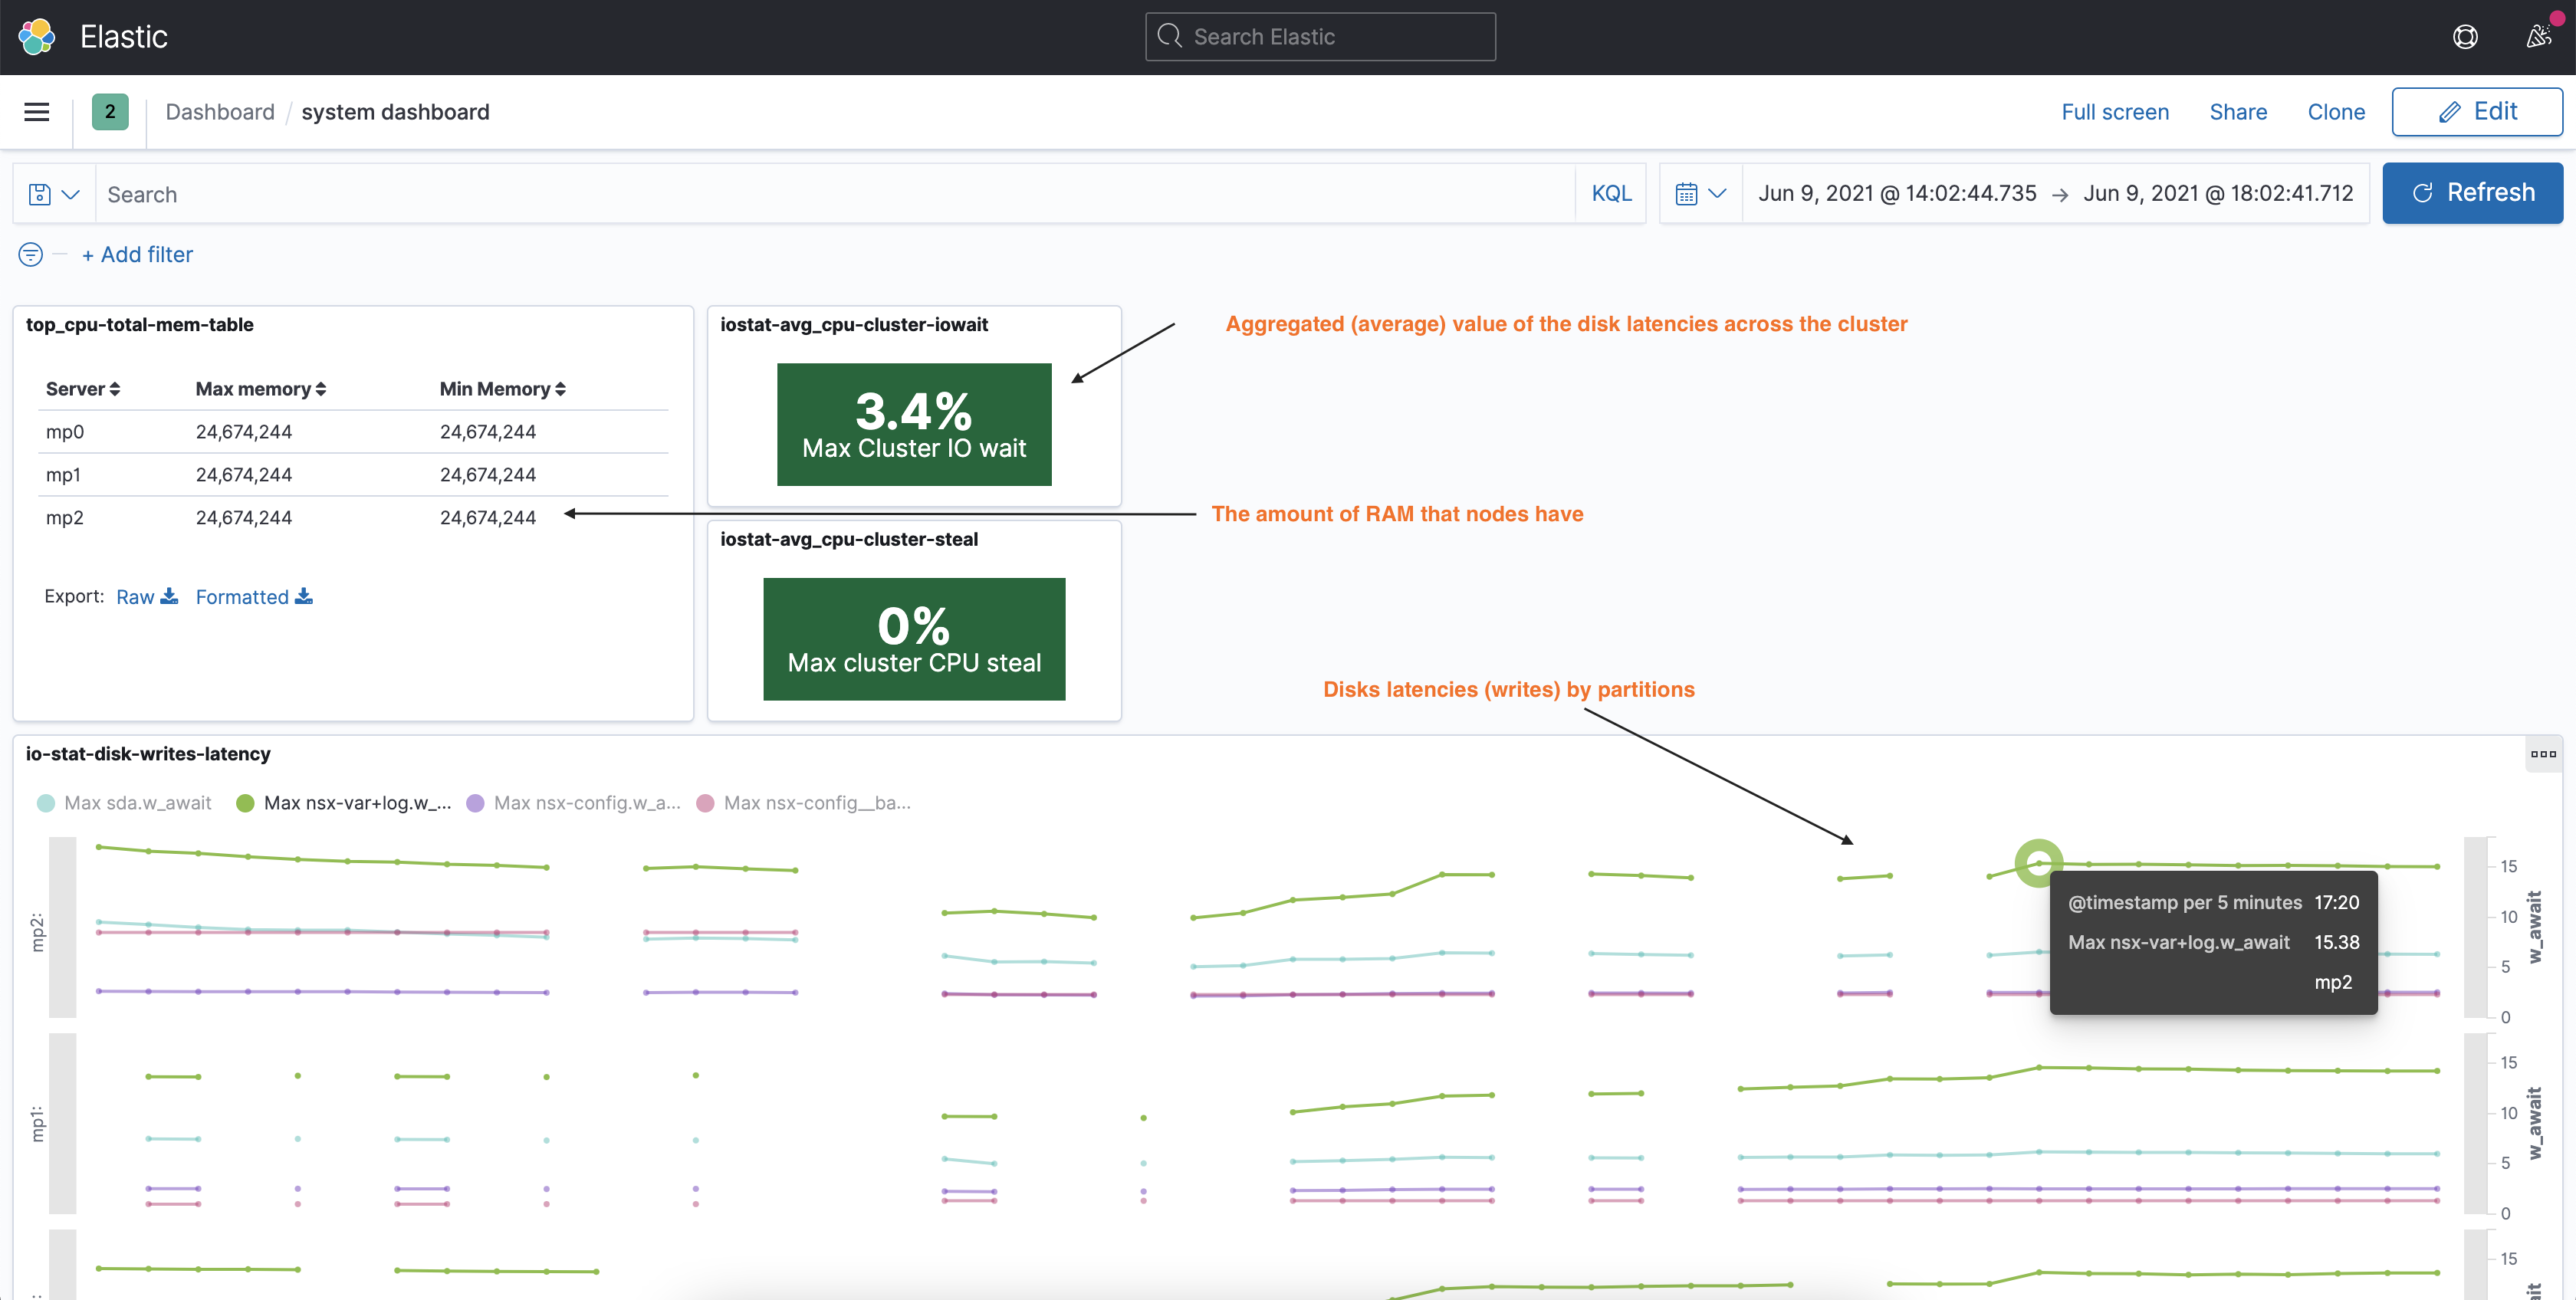 Elastic
Search Elastic
2
Dashboard / system dashboard
Full screen
Share
Clone
Edit
Search
KQL
Jun 9, 2021 @ 14:02:44.735 → Jun 9, 2021 @ 18:02:41.712
Refresh
+ Add filter
top_cpu-total-mem-table
Server Max memory Min Memory
mp0 24,674,244 24,674,244
mp1 24,674,244 24,674,244
mp2 24,674,244 24,674,244
Export: Raw Formatted
iostat-avg_cpu-cluster-iowait
3.4%
Max Cluster IO wait
Aggregated (average) value of the disk latencies across the cluster
The amount of RAM that nodes have
iostat-avg_cpu-cluster-steal
0%
Max cluster CPU steal
Disks latencies (writes) by partitions
io-stat-disk-writes-latency
Max sda.w_await Max nsx-var+log.w_... Max nsx-config.w_a... Max nsx-config__ba...
mp2:
15
10
5
0
w_await
@timestamp per 5 minutes 17:20
Max nsx-var+log.w_await 15.38
mp2
mp1:
15
10
5
0
w_await
15